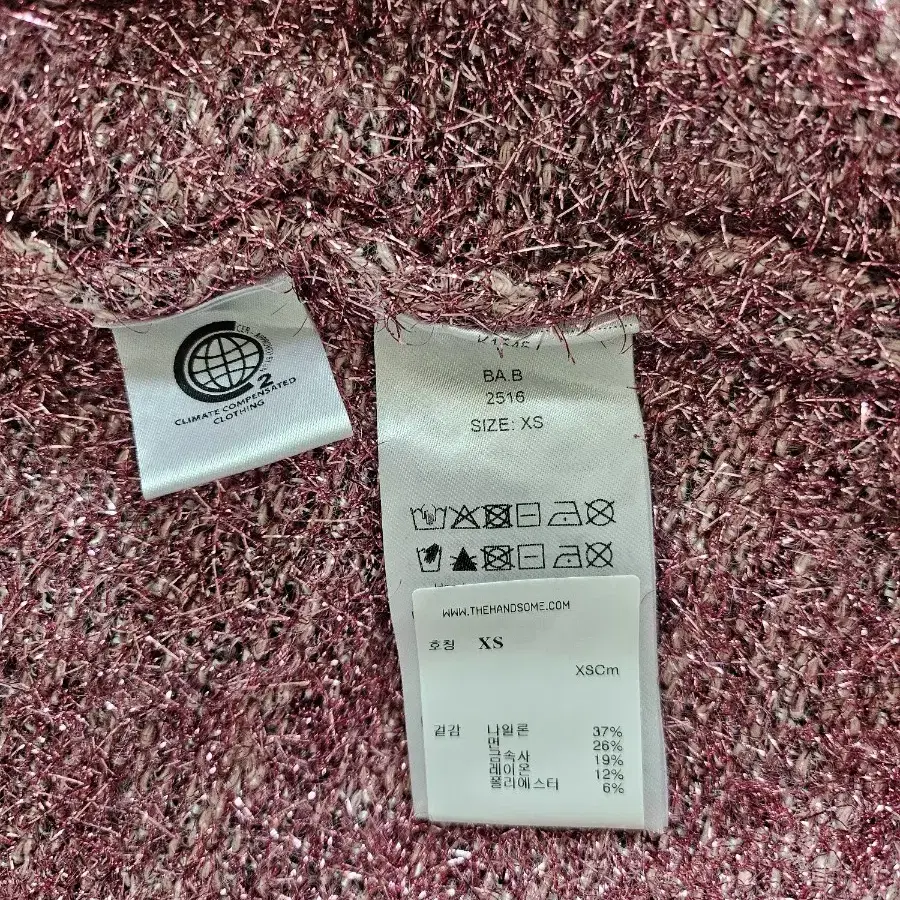 2
CLIMATE COMPENSATED
CLOTHING
BA.B
2516
SIZE: XS
WWW.THEHANDSOME.COM
호칭 XS
XSCm
겉감 나일론 37%
면 26%
금속사 19%
레이온 12%
폴리에스터 6%